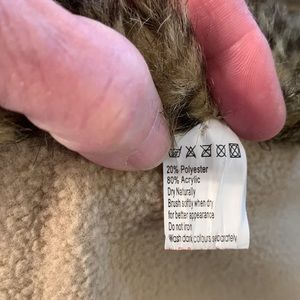 20% Polyester
80% Acrylic
Dry Naturally
Brush softly when dry
for better appearance
Do not iron
Wash dark colours separately